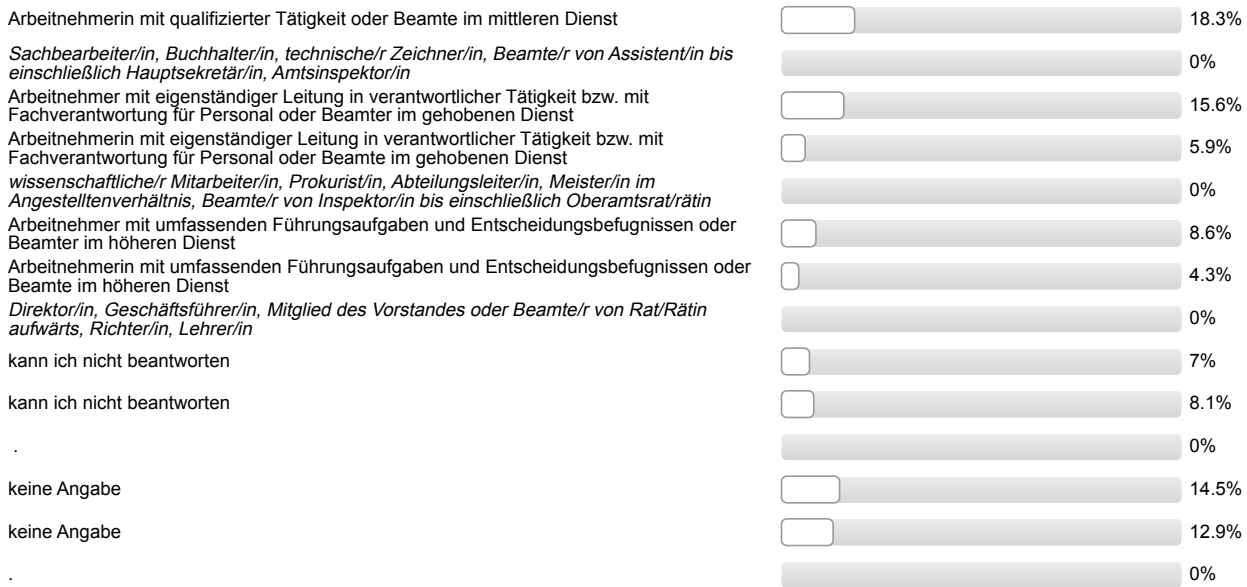 Arbeitnehmerin mit qualifizierter Tätigkeit oder Beamte im mittleren Dienst 18.3%
Sachbearbeiter/in, Buchhalter/in, technische/r Zeichner/in, Beamte/r von Assistent/in bis
einschließlich Hauptsekretär/in, Amtsinspektor/in 0%
Arbeitnehmer mit eigenständiger Leitung in verantwortlicher Tätigkeit bzw. mit
Fachverantwortung für Personal oder Beamter im gehobenen Dienst 15.6%
Arbeitnehmerin mit eigenständiger Leitung in verantwortlicher Tätigkeit bzw. mit
Fachverantwortung für Personal oder Beamte im gehobenen Dienst 5.9%
wissenschaftliche/r Mitarbeiter/in, Prokurist/in, Abteilungsleiter/in, Meister/in im
Angestelltenverhältnis, Beamte/r von Inspektor/in bis einschließlich Oberamtsrat/rätin 0%
Arbeitnehmer mit umfassenden Führungsaufgaben und Entscheidungsbefugnissen oder
Beamter im höheren Dienst 8.6%
Arbeitnehmerin mit umfassenden Führungsaufgaben und Entscheidungsbefugnissen oder
Beamte im höheren Dienst 4.3%
Direktor/in, Geschäftsführer/in, Mitglied des Vorstandes oder Beamte/r von Rat/Rätin
aufwärts, Richter/in, Lehrer/in 0%
kann ich nicht beantworten 7%
kann ich nicht beantworten 8.1%
. 0%
keine Angabe 14.5%
keine Angabe 12.9%
. 0%